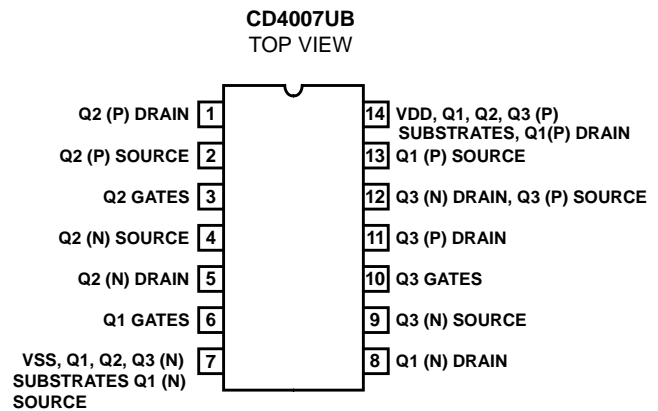 CD4007UB
TOP VIEW
Q2 (P) DRAIN 1
Q2 (P) SOURCE 2
Q2 GATES 3
Q2 (N) SOURCE 4
Q2 (N) DRAIN 5
Q1 GATES 6
VSS, Q1, Q2, Q3 (N) 7
SUBSTRATES Q1 (N)
SOURCE
14 VDD, Q1, Q2, Q3 (P)
SUBSTRATES, Q1(P) DRAIN
13 Q1 (P) SOURCE
12 Q3 (N) DRAIN, Q3 (P) SOURCE
11 Q3 (P) DRAIN
10 Q3 GATES
9 Q3 (N) SOURCE
8 Q1 (N) DRAIN